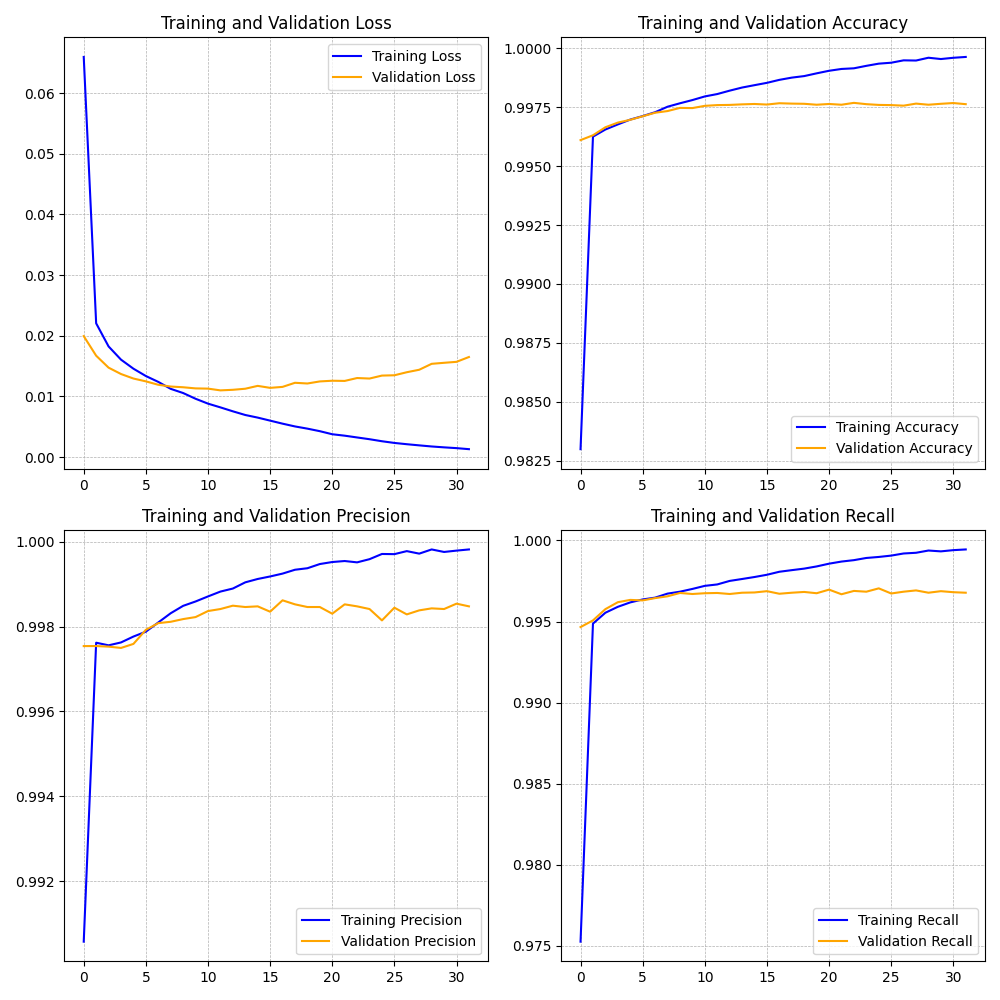 Training and Validation Loss
Training Loss
Validation Loss
0.06
0.05
0.04
0.03
0.02
0.01
0.00
0 5 10 15 20 25 30
Training and Validation Accuracy
1.0000
0.9975
0.9950
0.9925
0.9900
0.9875
0.9850
0.9825
Training Accuracy
Validation Accuracy
0 5 10 15 20 25 30
Training and Validation Precision
1.000
0.998
0.996
0.994
0.992
Training Precision
Validation Precision
0 5 10 15 20 25 30
Training and Validation Recall
1.000
0.995
0.990
0.985
0.980
0.975
Training Recall
Validation Recall
0 5 10 15 20 25 30